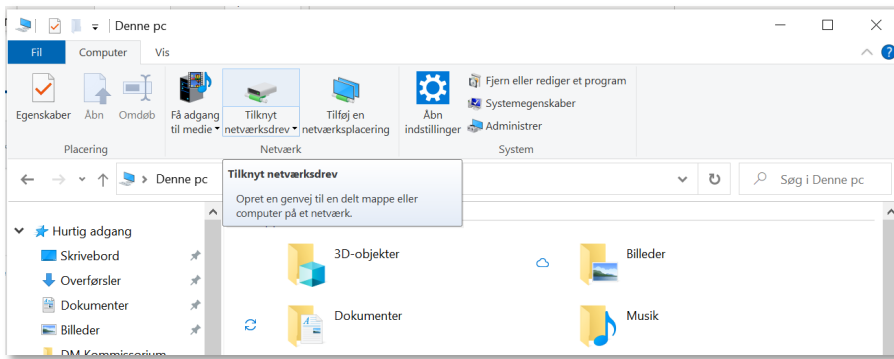 Denne pc
Fil Computer Vis
Egenskaber Åbn Omdøb Få adgang til medie Tilknyt netværksdrev Tilføj en netværksplacering Åbn indstillinger
Fjern eller rediger et program
Systemegenskaber
Administrer
Placering Netværk System
Denne pc Søg i Denne pc
Tilknyt netværksdrev
Opret en genvej til en delt mappe eller
computer på et netværk.
Hurtig adgang
Skrivebord
Overførsler
Dokumenter
Billeder
DM Kommissorium
3D-objekter Billeder
Dokumenter Musik